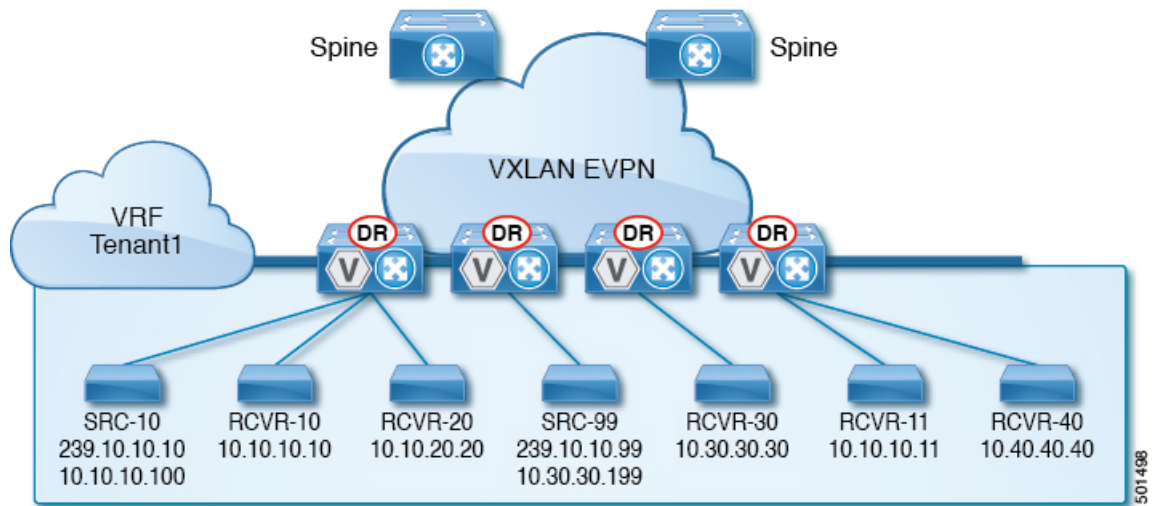 Spine
Spine
VXLAN EVPN
VRF
Tenant1
DR
DR
DR
DR
V
V
V
V
SRC-10
239.10.10.10
10.10.10.100
RCVR-10
10.10.10.10
RCVR-20
10.10.20.20
SRC-99
239.10.10.99
10.30.30.199
RCVR-30
10.30.30.30
RCVR-11
10.10.10.11
RCVR-40
10.40.40.40
501498